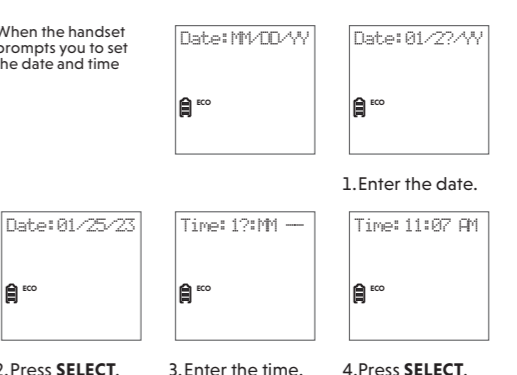 When the handset
prompts you to set
the date and time
Date:MM/DD/YY
ECO
Date:01/2?/YY
ECO
1.Enter the date.
Date:01/25/23
ECO
2.Press SELECT.
Time:1?:MM --
ECO
3.Enter the time.
Time:11:07 AM
ECO
4.Press SELECT.